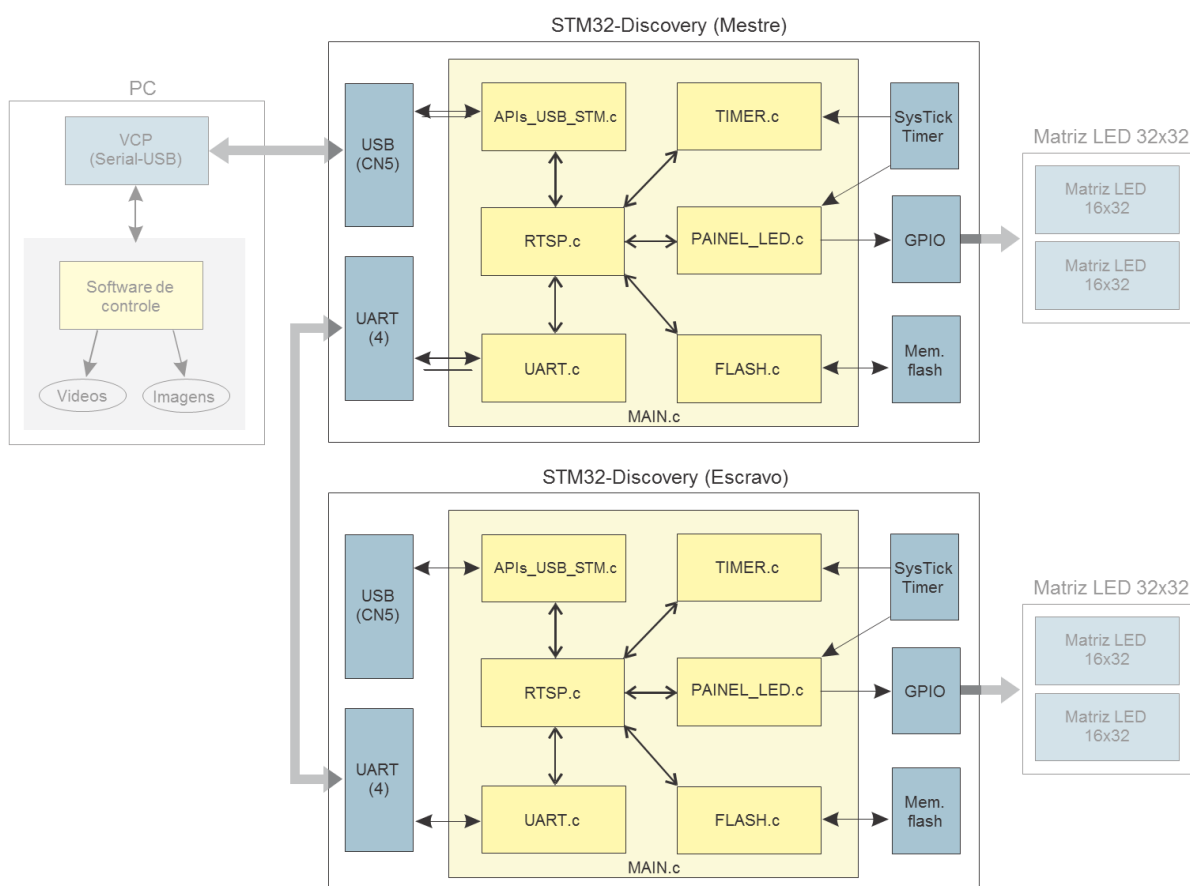 STM32-Discovery (Mestre)
PC
VCP
(Serial-USB)
Software de
controle
Videos
Imagens
USB
(CN5)
UART
(4)
APIs_USB_STM.c
TIMER.c
RTSP.c
PAINEL_LED.c
UART.c
FLASH.c
MAIN.c
SysTick
Timer
GPIO
Mem.
flash
Matriz LED 32x32
Matriz LED
16x32
Matriz LED
16x32
STM32-Discovery (Escravo)
USB
(CN5)
UART
(4)
APIs_USB_STM.c
TIMER.c
RTSP.c
PAINEL_LED.c
UART.c
FLASH.c
MAIN.c
SysTick
Timer
GPIO
Mem.
flash
Matriz LED 32x32
Matriz LED
16x32
Matriz LED
16x32